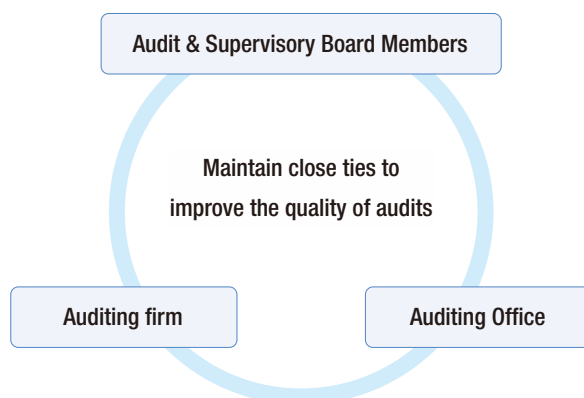 Audit & Supervisory Board Members
Maintain close ties to
improve the quality of audits
Auditing firm
Auditing Office